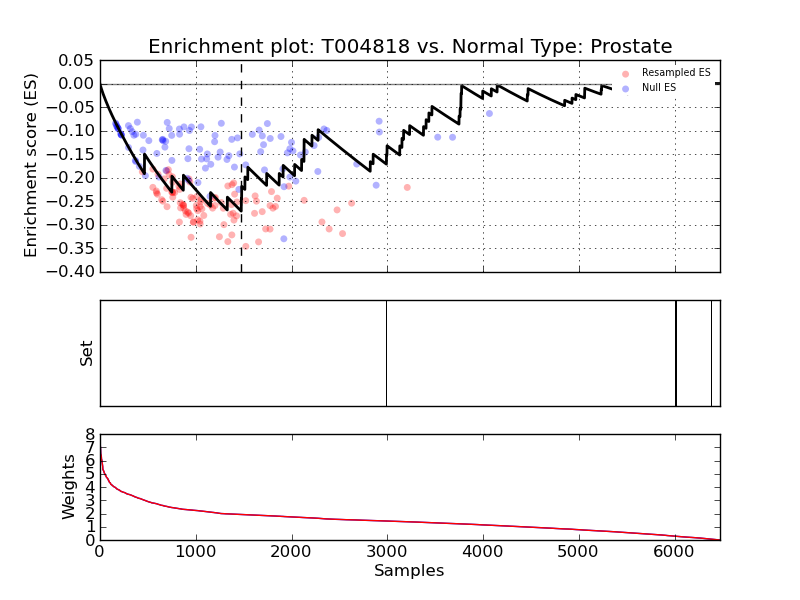 Enrichment plot: T004818 vs. Normal Type: Prostate
Enrichment score (ES)
0.05
0.00
−0.05
−0.10
−0.15
−0.20
−0.25
−0.30
−0.35
−0.40
Resampled ES
Null ES
Set
Weights
8
7
6
5
4
3
2
1
0
0 1000 2000 3000 4000 5000 6000
Samples